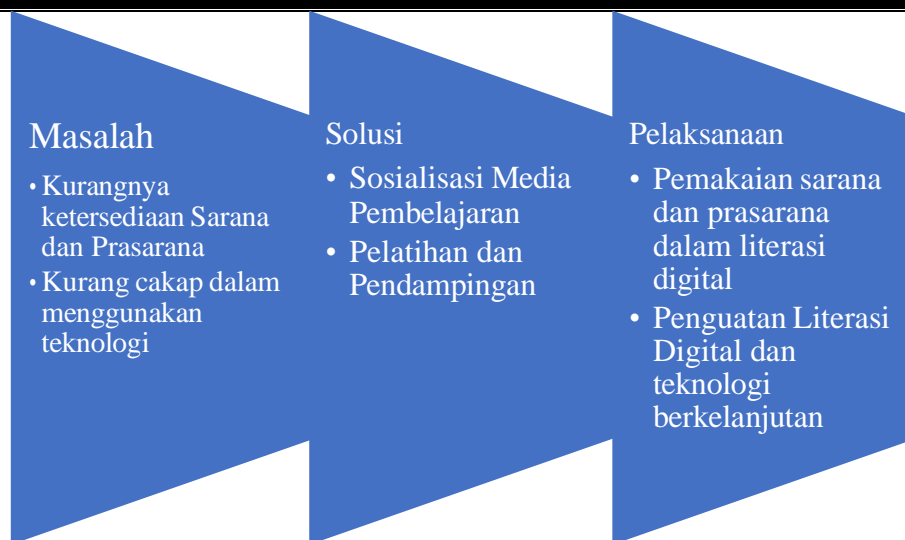 Masalah
• Kurangnya
ketersediaan Sarana
dan Prasarana
• Kurang cakap dalam
menggunakan
teknologi
Solusi
• Sosialisasi Media
Pembelajaran
• Pelatihan dan
Pendampingan
Pelaksanaan
• Pemakaian sarana
dan prasarana
dalam literasi
digital
• Penguatan Literasi
Digital dan
teknologi
berkelanjutan